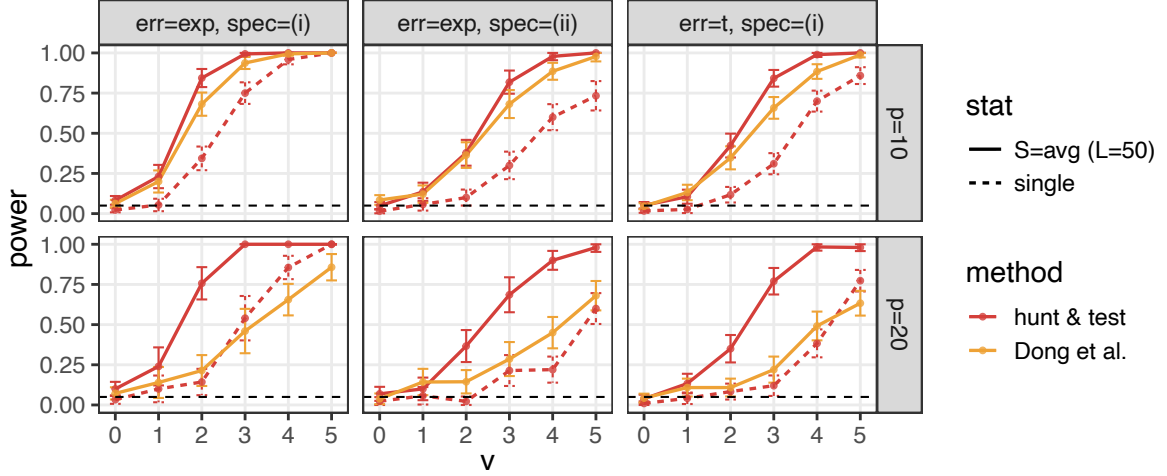 err=exp, spec=(i)
err=exp, spec=(ii)
err=t, spec=(i)
1.00
0.75
0.50
0.25
0.00
p=10
1.00
0.75
0.50
0.25
0.00
p=20
power
0 1 2 3 4 5
0 1 2 3 4 5
0 1 2 3 4 5
v
stat
S=avg (L=50)
single
method
hunt & test
Dong et al.